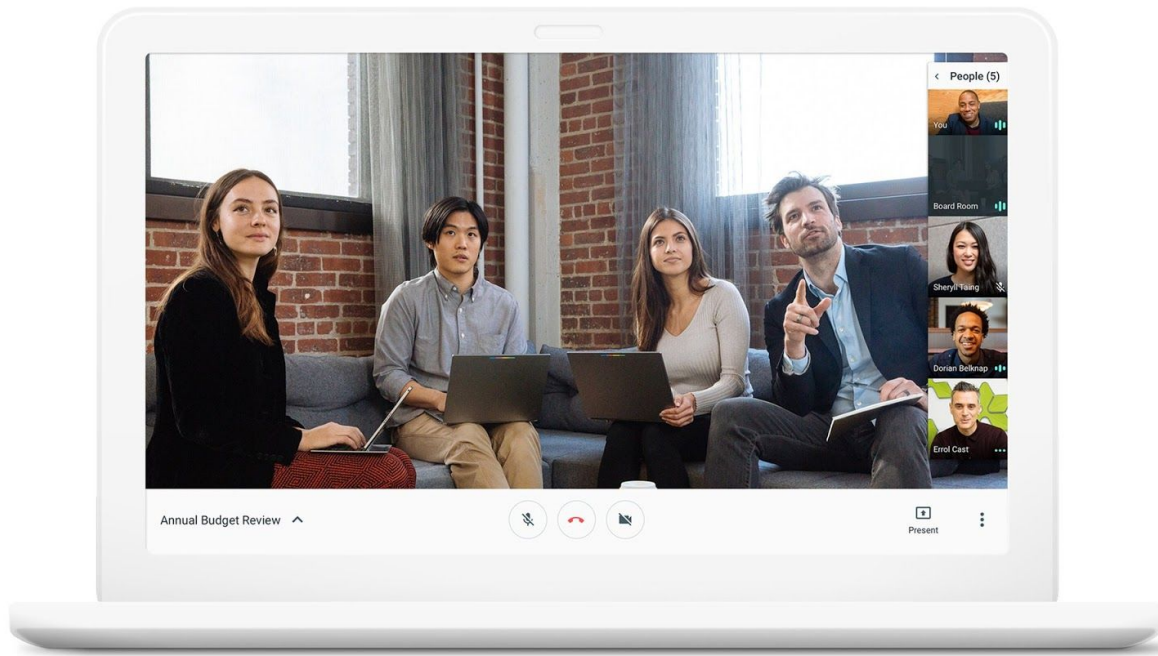 People (5)
You
Board Room
Sheryll Taing
Dorian Belknap
Errol Cast
Annual Budget Review
Present